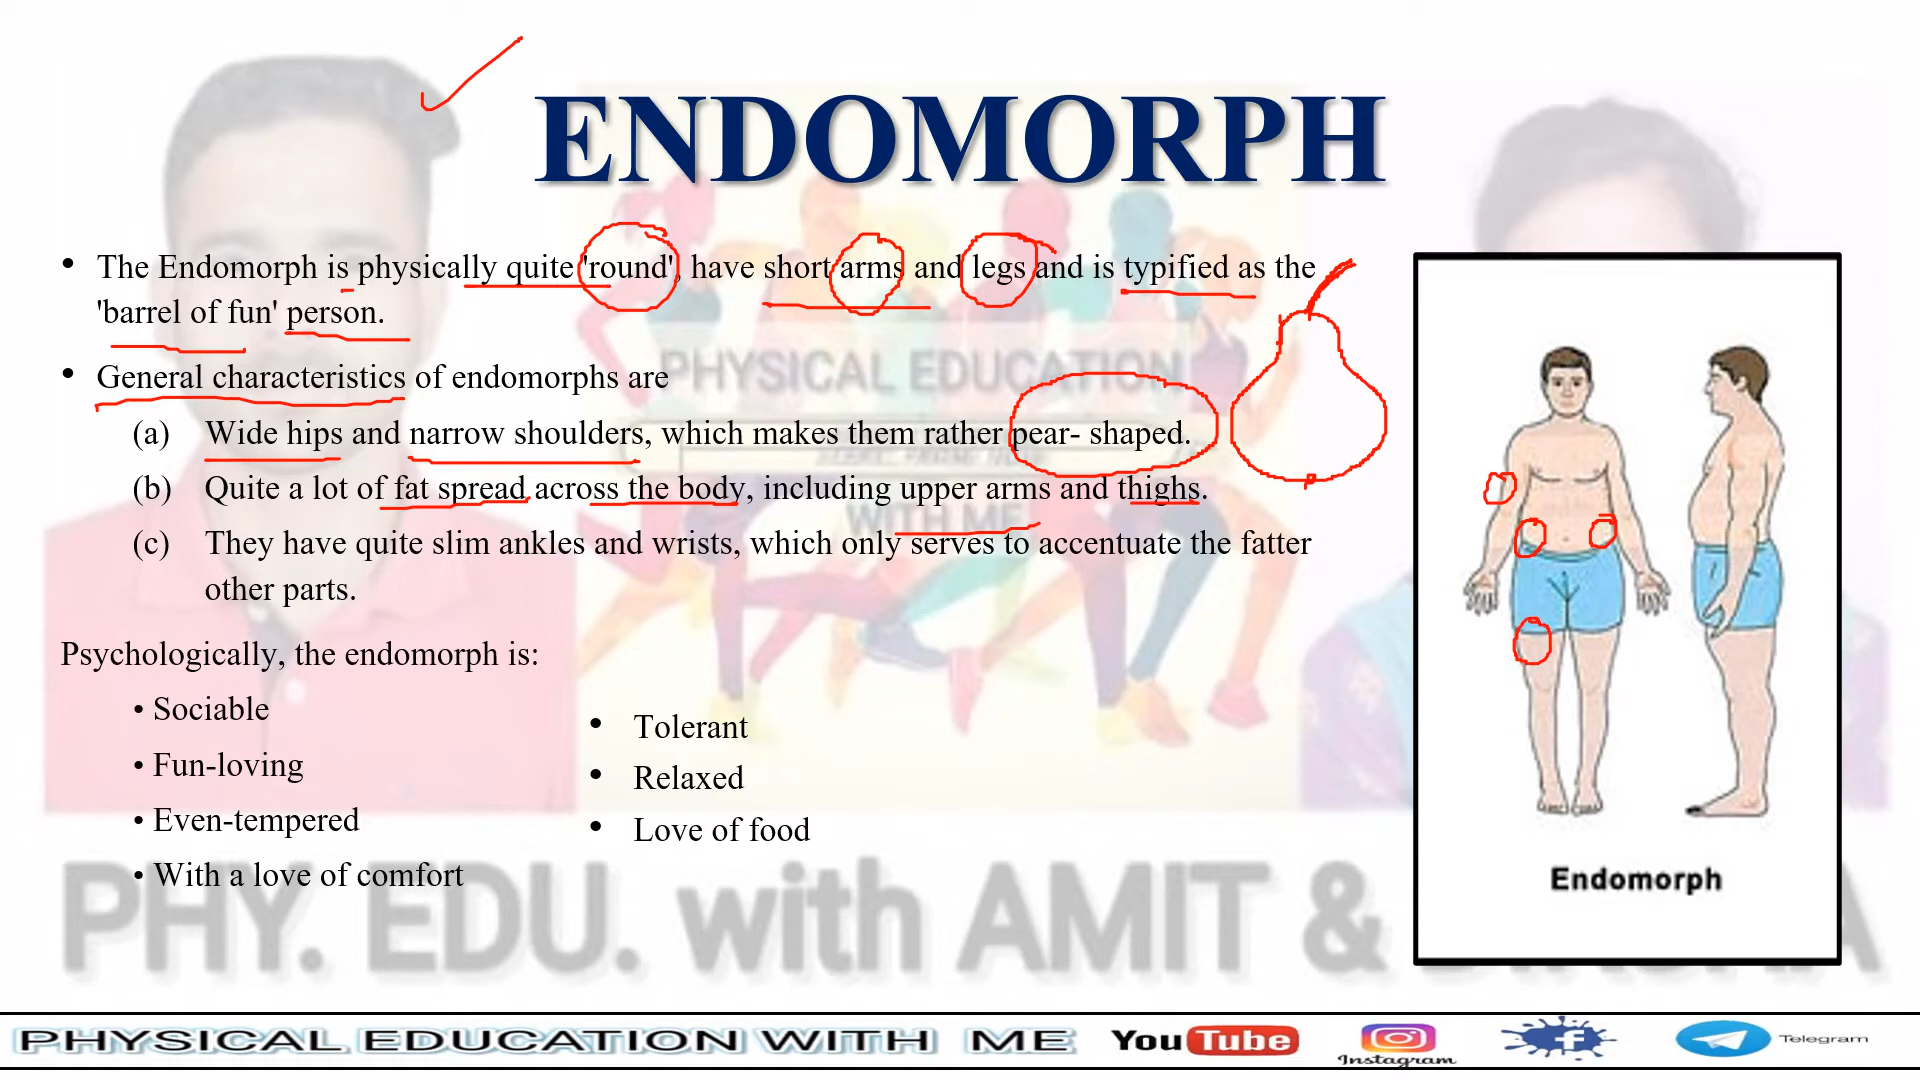 ENDOMORPH
• The Endomorph is physically quite 'round', have short arms and legs and is typified as the
'barrel of fun' person.
• General characteristics of endomorphs are
(a) Wide hips and narrow shoulders, which makes them rather pear- shaped.
(b) Quite a lot of fat spread across the body, including upper arms and thighs.
(c) They have quite slim ankles and wrists, which only serves to accentuate the fatter
other parts.
Psychologically, the endomorph is:
• Sociable
• Fun-loving
• Even-tempered
• With a love of comfort
• Tolerant
• Relaxed
• Love of food
Endomorph
PHYSICAL EDUCATION
WITH ME
PHY. EDU. with AMIT &
PHYSICAL EDUCATION WITH ME
YouTube
Instagram
f
Telegram